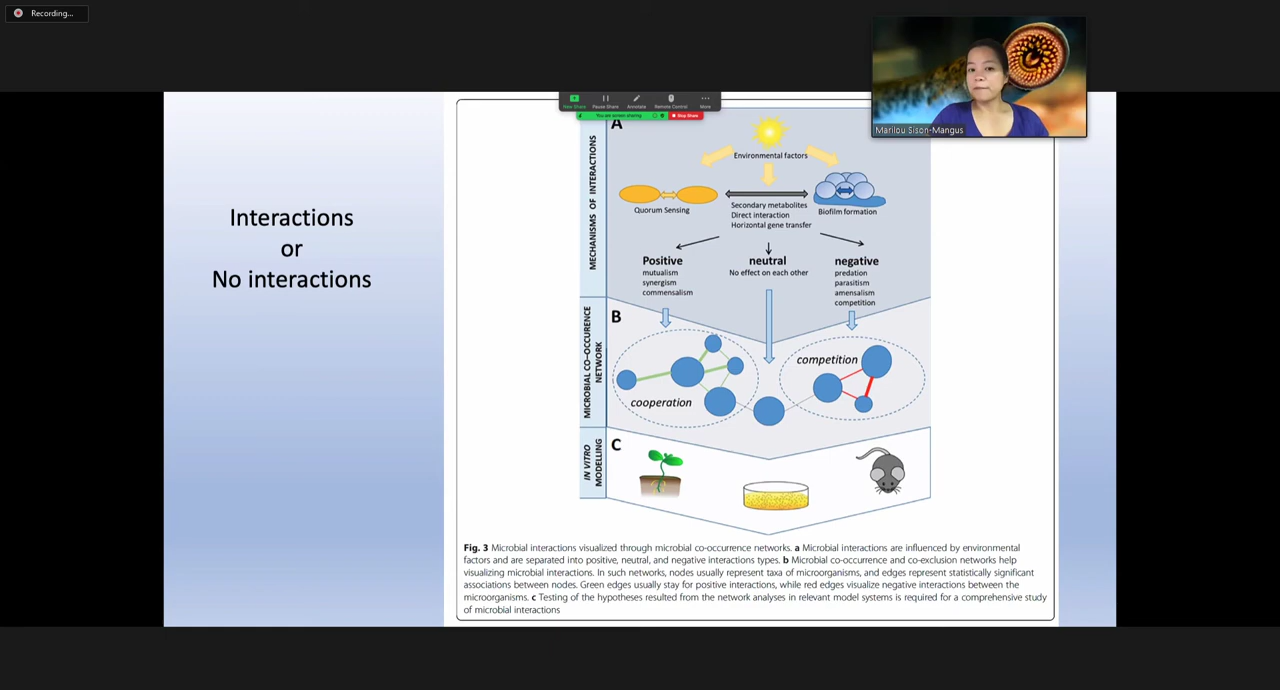 Recording...
Marilou Sison-Mangus
New Share
Pause Share
Annotate
Remote Control
More
You are screen sharing
Stop Share
Interactions
or
No interactions
MECHANISMS OF INTERACTIONS
A
Environmental factors
Quorum Sensing
Secondary metabolites
Direct interaction
Horizontal gene transfer
Biofilm formation
Positive
mutualism
synergism
commensalism
neutral
No effect on each other
negative
predation
parasitism
amensalism
competition
MICROBIAL CO-OCCURENCE
NETWORK
B
cooperation
competition
IN VITRO
MODELLING
C
Fig. 3 Microbial interactions visualized through microbial co-occurrence networks. a Microbial interactions are influenced by environmental
factors and are separated into positive, neutral, and negative interactions types. b Microbial co-occurrence and co-exclusion networks help
visualizing microbial interactions. In such networks, nodes usually represent taxa of microorganisms, and edges represent statistically significant
associations between nodes. Green edges usually stay for positive interactions, while red edges visualize negative interactions between the
microorganisms. c Testing of the hypotheses resulted from the network analyses in relevant model systems is required for a comprehensive study
of microbial interactions